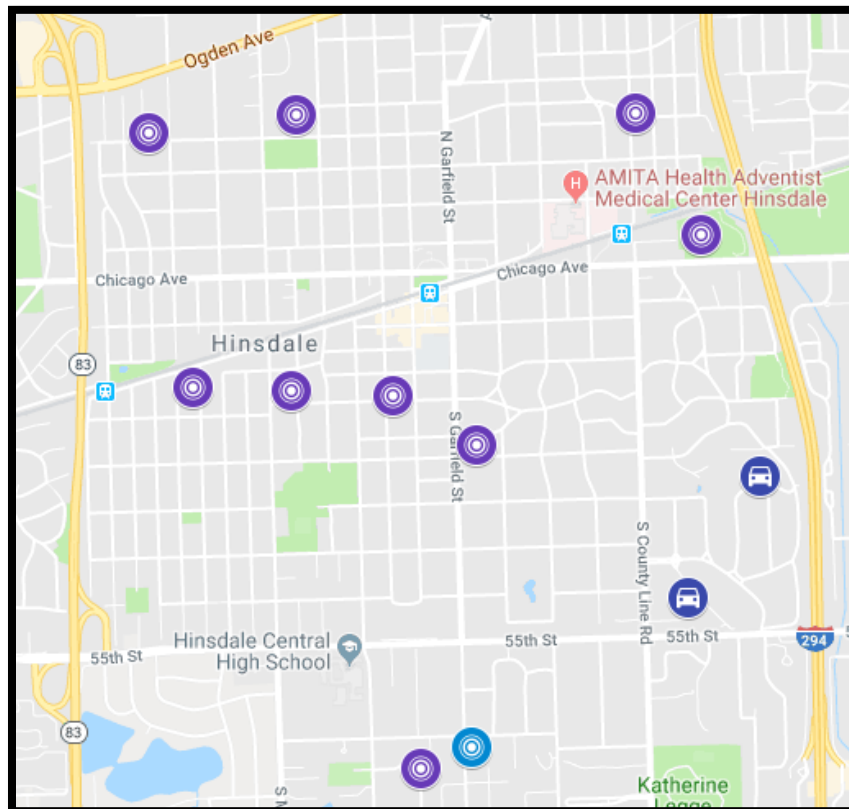 Ogden Ave
N Garfield St
H
AMITA Health Adventist
Medical Center Hinsdale
Chicago Ave
Chicago Ave
Hinsdale
83
S Garfield St
S County Line Rd
Hinsdale Central
High School
55th St
55th St
55th St
294
83
S M
Katherine
Legge